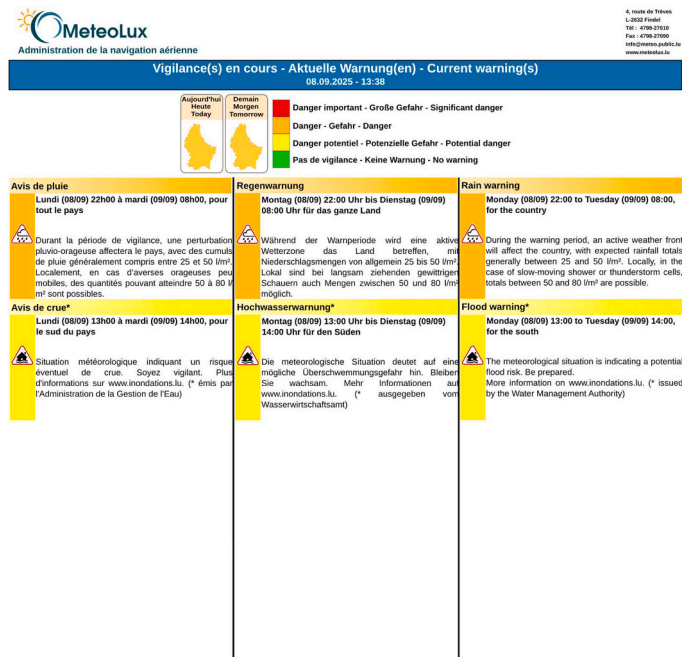 MeteoLux
Administration de la navigation aérienne
4, route de Trèves
L-2632 Findel
Tél : 4798-27010
Fax : 4798-27090
info@meteo.public.lu
www.meteolux.lu
Vigilance(s) en cours - Aktuelle Warnung(en) - Current warning(s)
08.09.2025 - 13:38
Aujourd'hui
Heute
Today
Demain
Morgen
Tomorrow
Danger important - Große Gefahr - Significant danger
Danger - Gefahr - Danger
Danger potentiel - Potenzielle Gefahr - Potential danger
Pas de vigilance - Keine Warnung - No warning
Avis de pluie
Lundi (08/09) 22h00 à mardi (09/09) 08h00, pour
tout le pays
Durant la période de vigilance, une perturbation
pluvio-orageuse affectera le pays, avec des cumuls
de pluie généralement compris entre 25 et 50 l/m².
Localement, en cas d'averses orageuses peu
mobiles, des quantités pouvant atteindre 50 à 80 l/
m² sont possibles.
Regenwarnung
Montag (08/09) 22:00 Uhr bis Dienstag (09/09)
08:00 Uhr für das ganze Land
Während der Warnperiode wird eine aktive
Wetterzone das Land betreffen, mit
Niederschlagsmengen von allgemein 25 bis 50 l/m².
Lokal sind bei langsam ziehenden gewittrigen
Schauern auch Mengen zwischen 50 und 80 l/m²
möglich.
Rain warning
Monday (08/09) 22:00 to Tuesday (09/09) 08:00,
for the country
During the warning period, an active weather front
will affect the country, with expected rainfall totals
generally between 25 and 50 l/m². Locally, in the
case of slow-moving shower or thunderstorm cells,
totals between 50 and 80 l/m² are possible.
Avis de crue*
Lundi (08/09) 13h00 à mardi (09/09) 14h00, pour
le sud du pays
Situation météorologique indiquant un risque
éventuel de crue. Soyez vigilant. Plus
d'informations sur www.inondations.lu. (* émis par
l'Administration de la Gestion de l'Eau)
Hochwasserwarnung*
Montag (08/09) 13:00 Uhr bis Dienstag (09/09)
14:00 Uhr für den Süden
Die meteorologische Situation deutet auf eine
mögliche Überschwemmungsgefahr hin. Bleiben
Sie wachsam. Mehr Informationen auf
www.inondations.lu. (* ausgegeben vom
Wasserwirtschaftsamt)
Flood warning*
Monday (08/09) 13:00 to Tuesday (09/09) 14:00,
for the south
The meteorological situation is indicating a potential
flood risk. Be prepared.
More information on www.inondations.lu. (* issued
by the Water Management Authority)